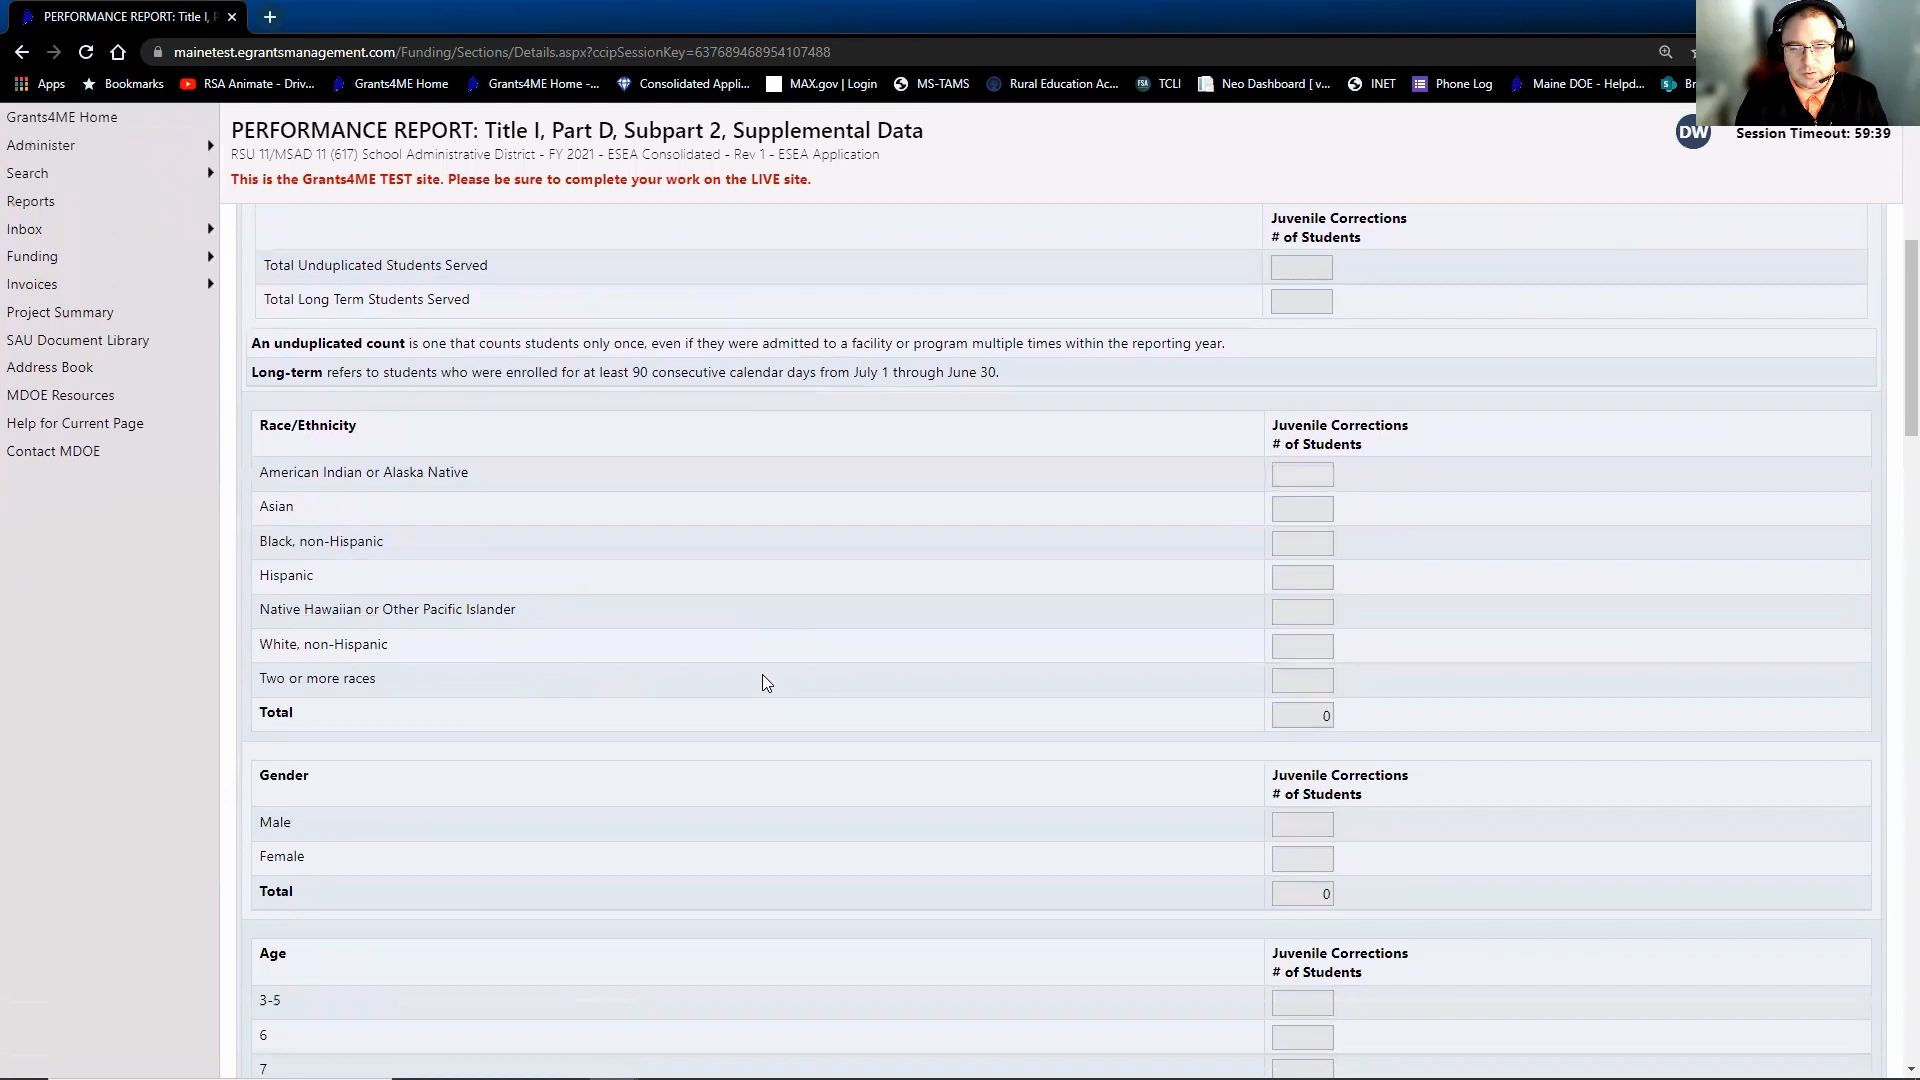 PERFORMANCE REPORT: Title I, P
mainetest.egrantsmanagement.com/Funding/Sections/Details.aspx?ccipSessionKey=637689468954107488
Apps Bookmarks RSA Animate - Driv... Grants4ME Home Grants4ME Home -... Consolidated Appli... MAX.gov | Login MS-TAMS Rural Education Ac... FSA TCLI Neo Dashboard [ v... INET Phone Log Maine DOE - Helpd... Br
Grants4ME Home
Administer
Search
Reports
Inbox
Funding
Invoices
Project Summary
SAU Document Library
Address Book
MDOE Resources
Help for Current Page
Contact MDOE
PERFORMANCE REPORT: Title I, Part D, Subpart 2, Supplemental Data
DW Session Timeout: 59:39
RSU 11/MSAD 11 (617) School Administrative District - FY 2021 - ESEA Consolidated - Rev 1 - ESEA Application
This is the Grants4ME TEST site. Please be sure to complete your work on the LIVE site.
Juvenile Corrections
# of Students
Total Unduplicated Students Served
Total Long Term Students Served
An unduplicated count is one that counts students only once, even if they were admitted to a facility or program multiple times within the reporting year.
Long-term refers to students who were enrolled for at least 90 consecutive calendar days from July 1 through June 30.
Race/Ethnicity Juvenile Corrections
# of Students
American Indian or Alaska Native
Asian
Black, non-Hispanic
Hispanic
Native Hawaiian or Other Pacific Islander
White, non-Hispanic
Two or more races
Total 0
Gender Juvenile Corrections
# of Students
Male
Female
Total 0
Age Juvenile Corrections
# of Students
3-5
6
7